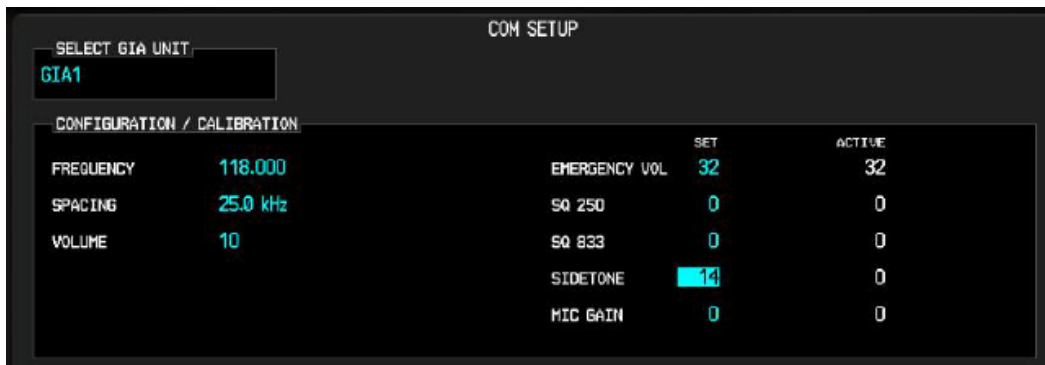 COM SETUP
SELECT GIA UNIT
GIA1
CONFIGURATION / CALIBRATION
SET ACTIVE
FREQUENCY 118.000 EMERGENCY VOL 32 32
SPACING 25.0 kHz SQ 250 0 0
VOLUME 10 SQ 833 0 0
SIDETONE 14 0
MIC GAIN 0 0